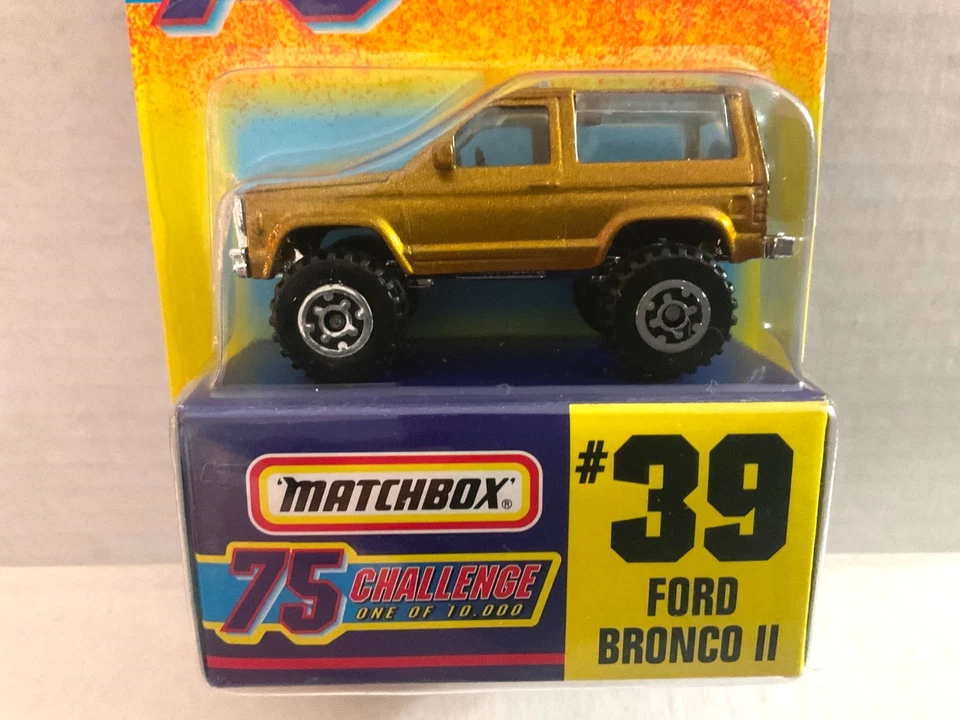 'MATCHBOX'®
75 CHALLENGE
ONE OF 10,000
#39
FORD
BRONCO II